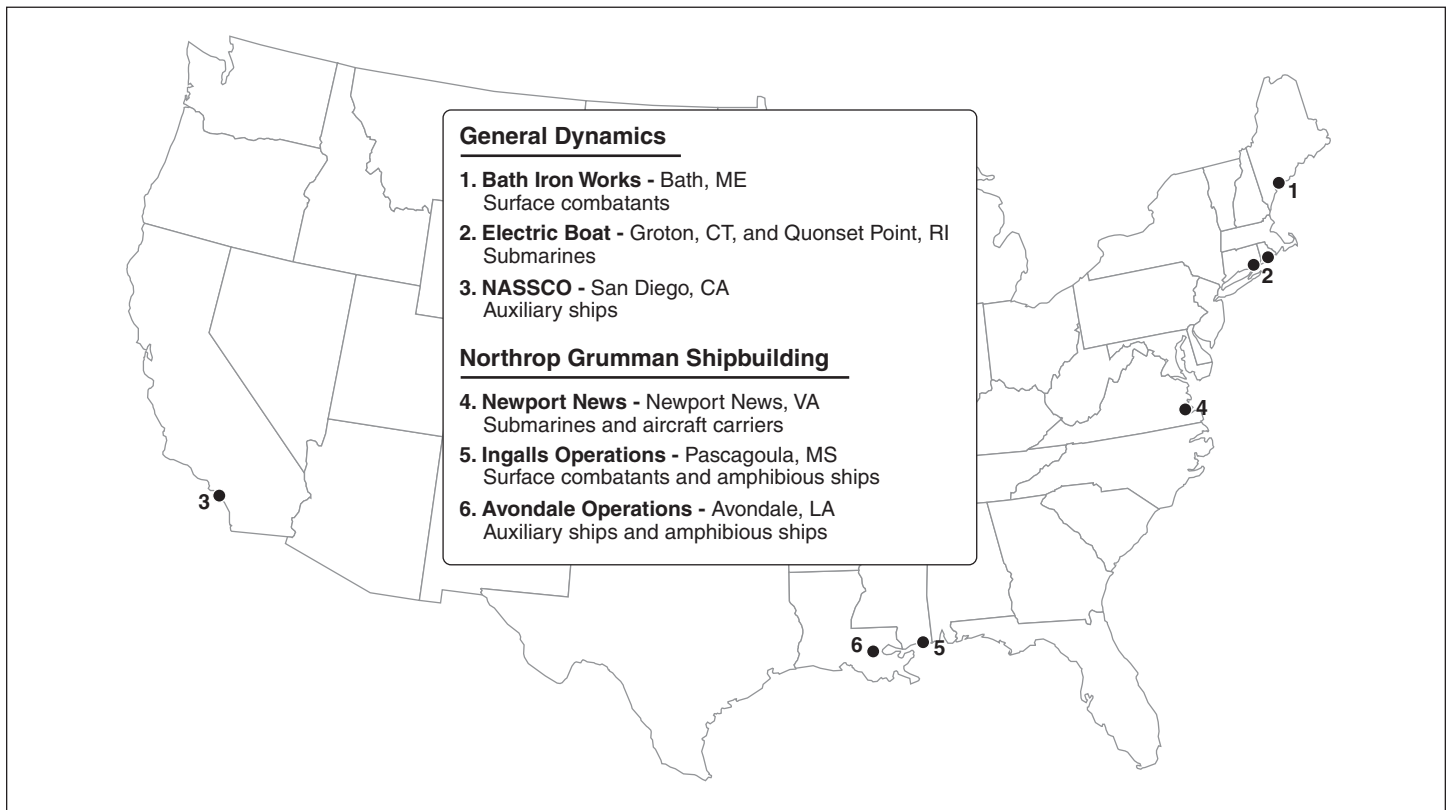 General Dynamics
1. Bath Iron Works - Bath, ME
Surface combatants
2. Electric Boat - Groton, CT, and Quonset Point, RI
Submarines
3. NASSCO - San Diego, CA
Auxiliary ships
Northrop Grumman Shipbuilding
4. Newport News - Newport News, VA
Submarines and aircraft carriers
5. Ingalls Operations - Pascagoula, MS
Surface combatants and amphibious ships
6. Avondale Operations - Avondale, LA
Auxiliary ships and amphibious ships
1
2
4
3
6
5